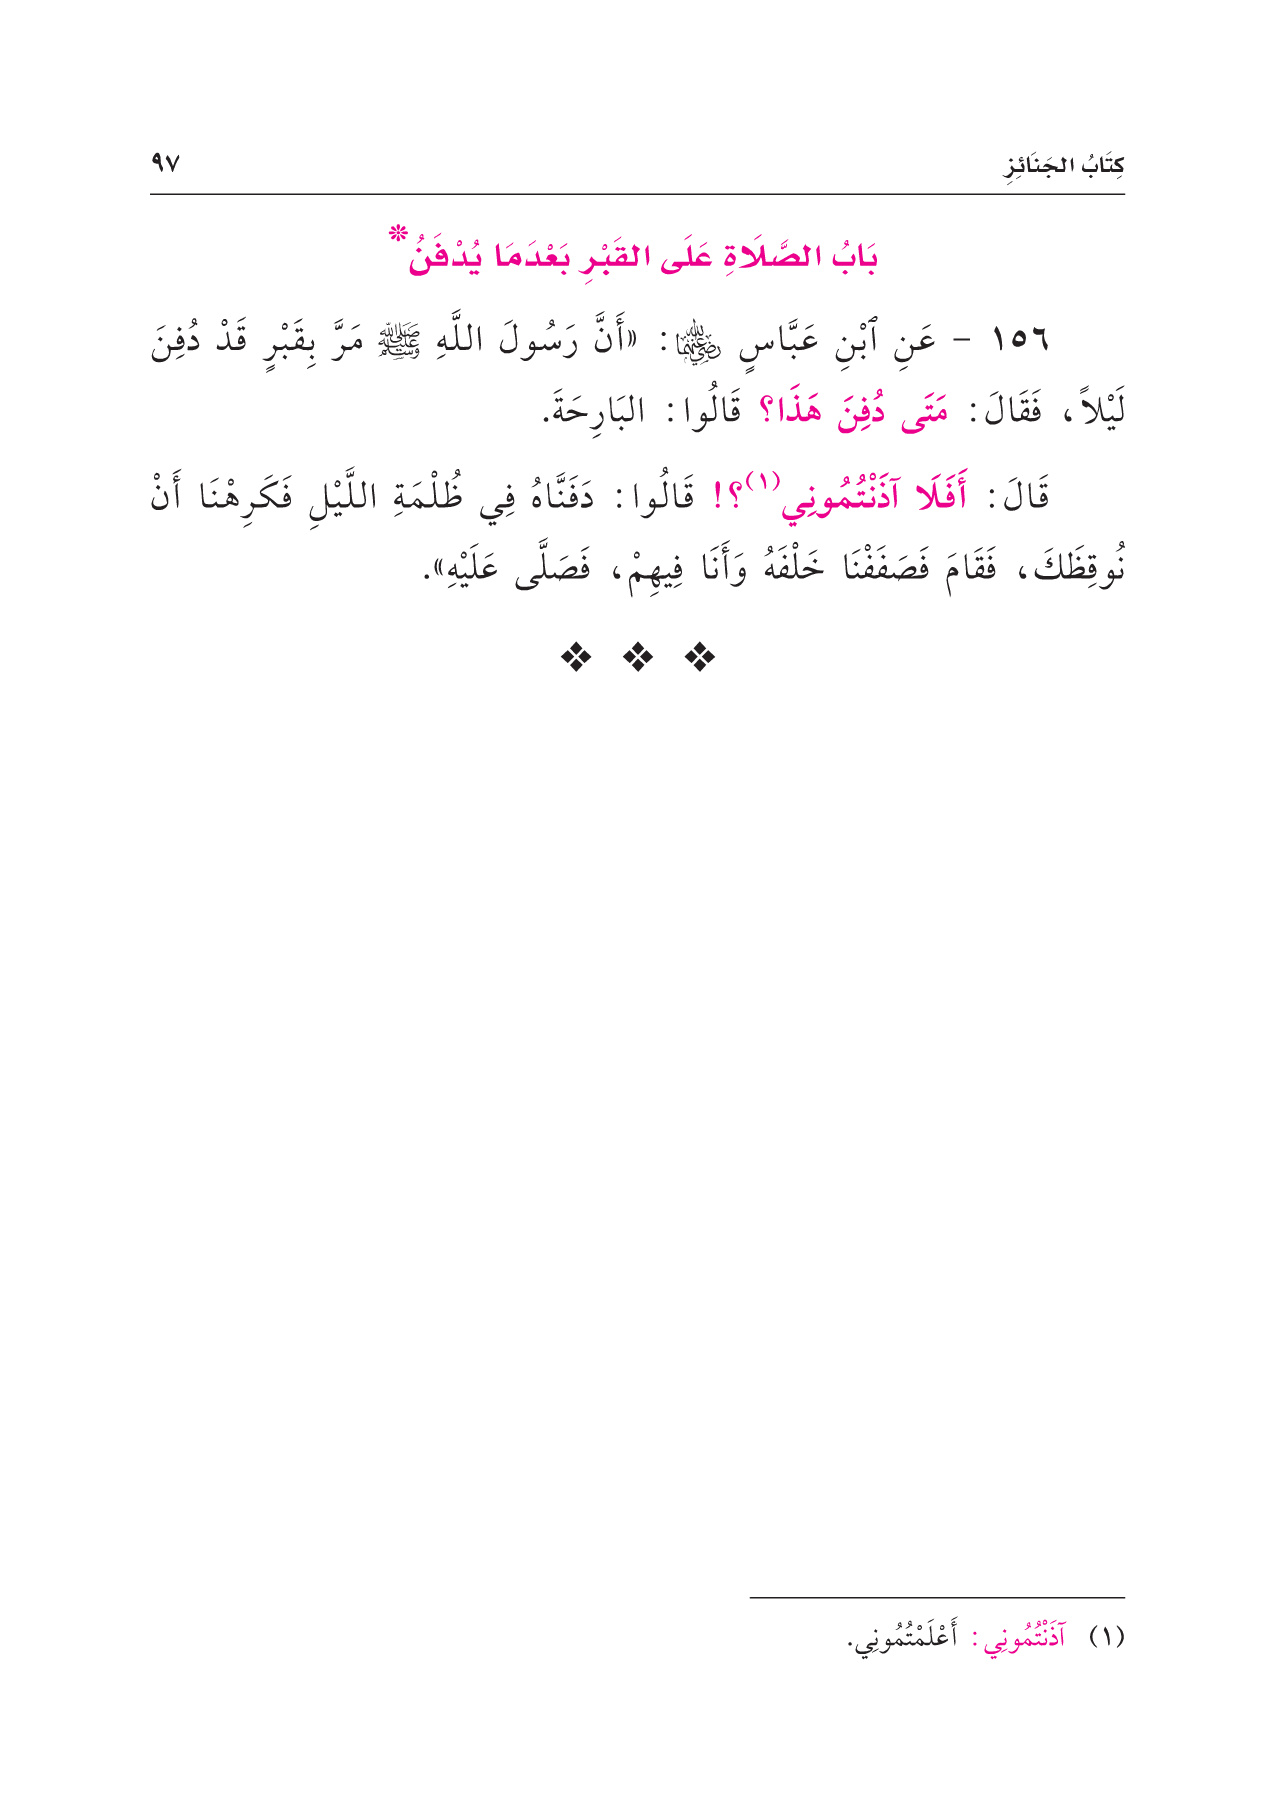 كِتَابُ الجَنَائِزِ ٩٧
بَابُ الصَّلَاةِ عَلَى القَبْرِ بَعْدَمَا يُدْفَنُ*
١٥٦ - عَنِ ٱبْنِ عَبَّاسٍ رضي الله عنهما: «أَنَّ رَسُولَ اللَّهِ ﷺ مَرَّ بِقَبْرٍ قَدْ دُفِنَ
لَيْلاً، فَقَالَ: مَتَى دُفِنَ هَذَا؟ قَالُوا: البَارِحَةَ.
قَالَ: أَفَلَا آذَنْتُمُونِي(١)؟! قَالُوا: دَفَنَّاهُ فِي ظُلْمَةِ اللَّيْلِ فَكَرِهْنَا أَنْ
نُوقِظَكَ، فَقَامَ فَصَفَفْنَا خَلْفَهُ وَأَنَا فِيهِمْ، فَصَلَّى عَلَيْهِ».
(١) آذَنْتُمُونِي: أَعْلَمْتُمُونِي.